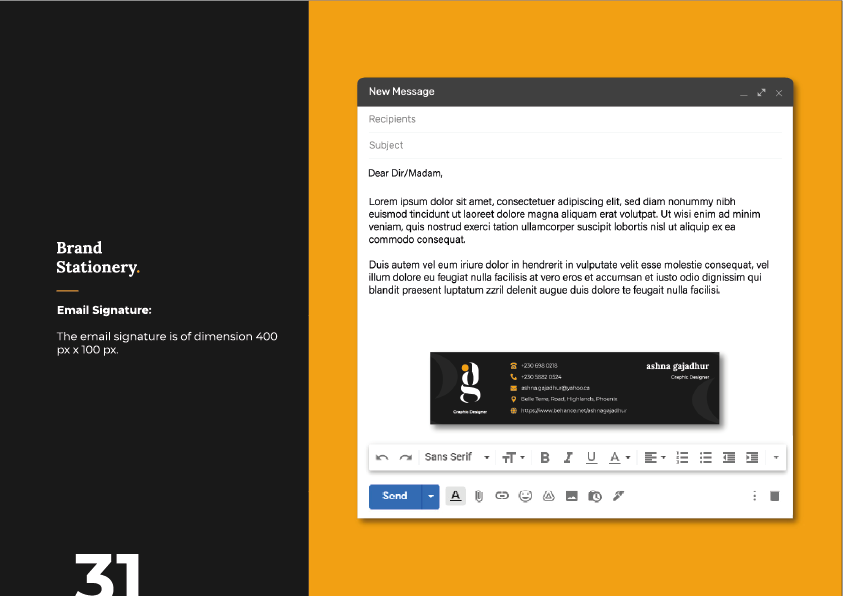 Brand
Stationery.
Email Signature:
The email signature is of dimension 400
px x 100 px.
31
New Message
Recipients
Subject
Dear Dir/Madam,
Lorem ipsum dolor sit amet, consectetuer adipiscing elit, sed diam nonummy nibh
euismod tincidunt ut laoreet dolore magna aliquam erat volutpat. Ut wisi enim ad minim
veniam, quis nostrud exerci tation ullamcorper suscipit lobortis nisl ut aliquip ex ea
commodo consequat.
Duis autem vel eum iriure dolor in hendrerit in vulputate velit esse molestie consequat, vel
illum dolore eu feugiat nulla facilisis at vero eros et accumsan et iusto odio dignissim qui
blandit praesent luptatum zzril delenit augue duis dolore te feugait nulla facilisi.
g
Graphic Designer
+230 698 0218
+230 5982 0324
ashna.gajadhur@yahoo.ca
Belle Terre, Road, Highlands, Phoenix
https://www.behance.net/ashnagajadhur
ashna gajadhur
Graphic Designer
Sans Serif
Send